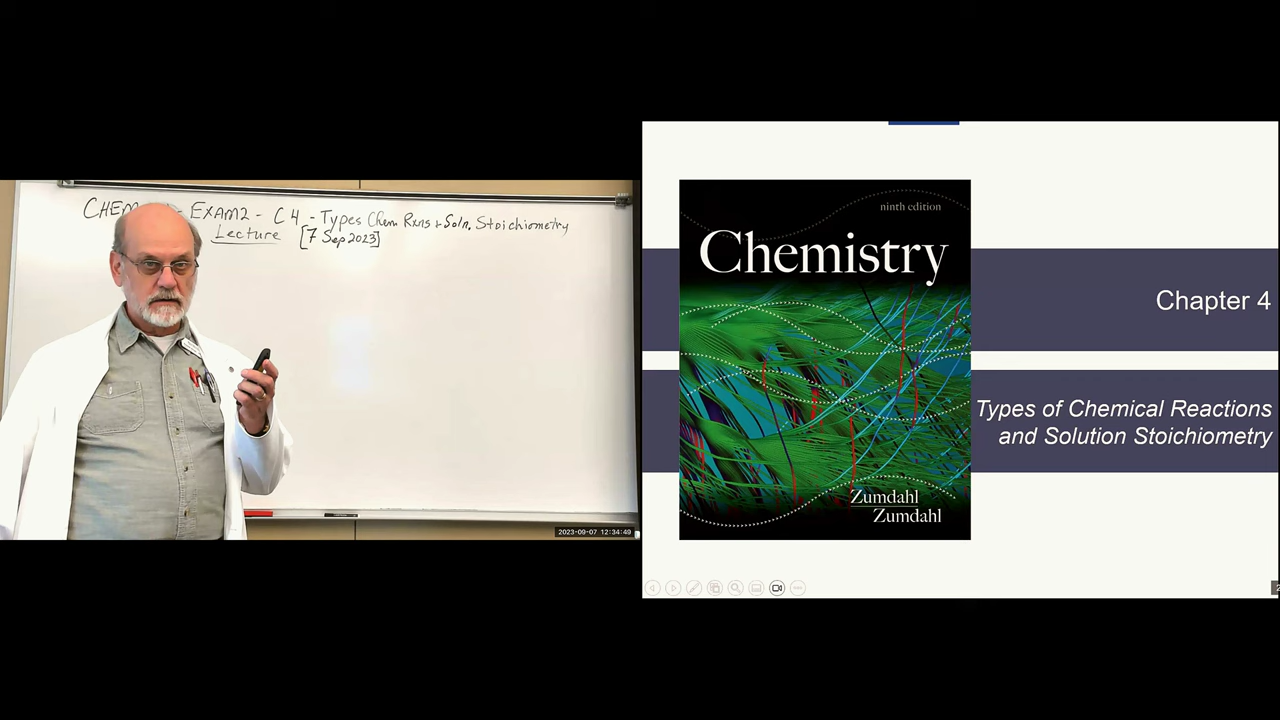 CHEM EXAM2 - C 4 - Types Chem Rxns + Soln. Stoichiometry
Lecture [7 Sep 2023]
2023-09-07 12:34:49
ninth edition
Chemistry
Zumdahl
Zumdahl
Chapter 4
Types of Chemical Reactions
and Solution Stoichiometry